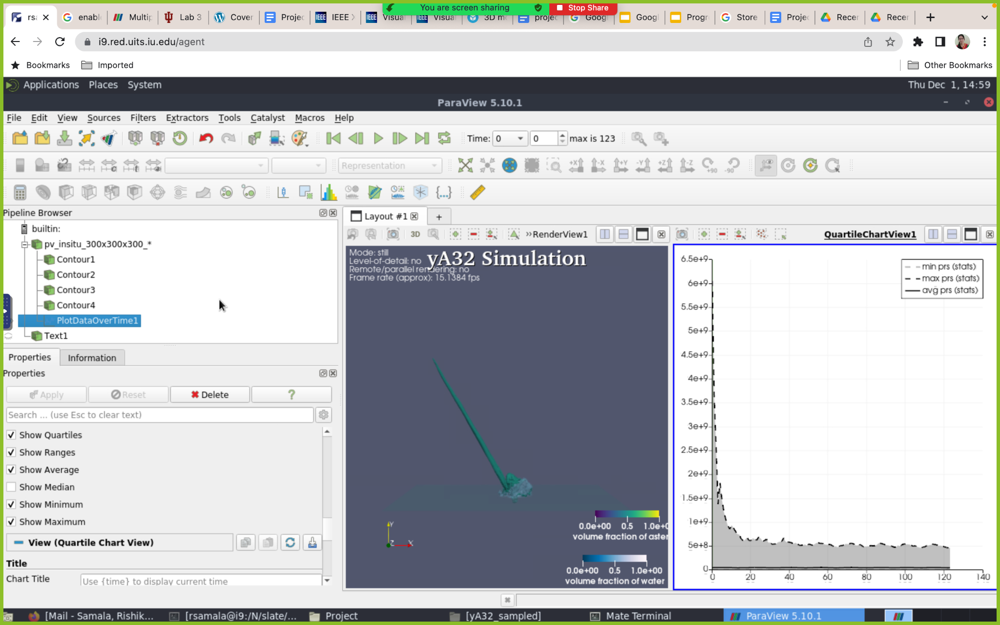 You are screen sharing
Stop Share
rsa
enabl
Multip
Lab 3
Cover
Projec
IEEE X
Visua
Visua
3D mo
projec
Googl
Googl
Progr
Store
Projec
Recen
Recen
i9.red.uits.iu.edu/agent
Bookmarks
Imported
Other Bookmarks
Applications Places System
Thu Dec 1, 14:59
ParaView 5.10.1
File Edit View Sources Filters Extractors Tools Catalyst Macros Help
Time: 0 0 max is 123
Representation
+X -X +Y -Y +Z -Z +90 -90
Pipeline Browser
builtin:
pv_insitu_300x300x300_*
Contour1
Contour2
Contour3
Contour4
PlotDataOverTime1
Text1
Properties Information
Properties
Apply Reset Delete ?
Search ... (use Esc to clear text)
Show Quartiles
Show Ranges
Show Average
Show Median
Show Minimum
Show Maximum
View (Quartile Chart View)
Title
Chart Title Use {time} to display current time
Layout #1 +
3D »RenderView1
QuartileChartView1
yA32 Simulation
Mode: still
Level-of-detail: no
Remote/parallel rendering: no
Frame rate (approx): 15.1384 fps
Y
Z X
0.0e+00 0.5 1.0e+0
volume fraction of aster
0.0e+00 0.5 1.0e+00
volume fraction of water
min prs (stats)
max prs (stats)
avg prs (stats)
6.5e+9
6e+9
5.5e+9
5e+9
4.5e+9
4e+9
3.5e+9
3e+9
2.5e+9
2e+9
1.5e+9
1e+9
5e+8
0
0 20 40 60 80 100 120 140
[Mail - Samala, Rishik... [rsamala@i9:/N/slate/... Project [yA32_sampled] Mate Terminal ParaView 5.10.1